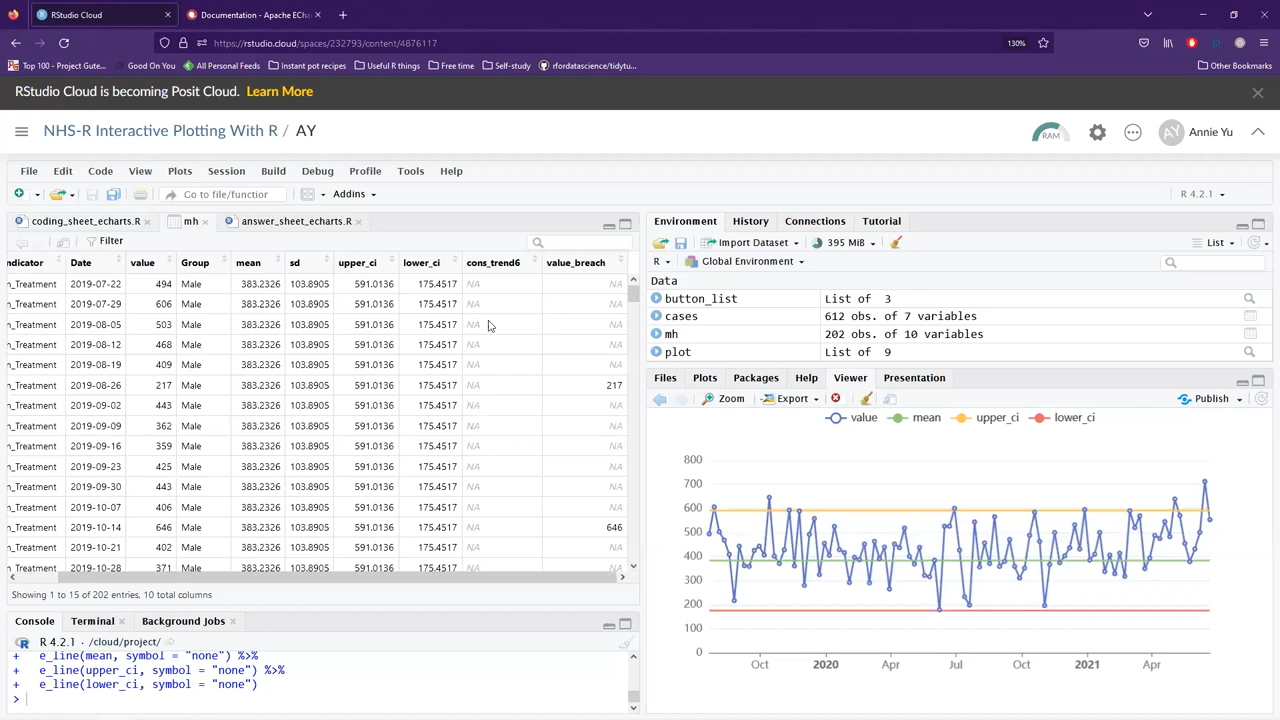 RStudio Cloud
Documentation - Apache ECha
https://rstudio.cloud/spaces/232793/content/4876117
130%
Top 100 - Project Gute...
Good On You
All Personal Feeds
Instant pot recipes
Useful R things
Free time
Self-study
rfordatascience/tidytu...
Other Bookmarks
RStudio Cloud is becoming Posit Cloud. Learn More
NHS-R Interactive Plotting With R / AY
RAM
AY Annie Yu
File Edit Code View Plots Session Build Debug Profile Tools Help
Go to file/function Addins R 4.2.1
coding_sheet_echarts.R mh answer_sheet_echarts.R
Filter
ndicator Date value Group mean sd upper_ci lower_ci cons_trend6 value_breach
n_Treatment 2019-07-22 494 Male 383.2326 103.8905 591.0136 175.4517 NA NA
n_Treatment 2019-07-29 606 Male 383.2326 103.8905 591.0136 175.4517 NA NA
n_Treatment 2019-08-05 503 Male 383.2326 103.8905 591.0136 175.4517 NA NA
n_Treatment 2019-08-12 468 Male 383.2326 103.8905 591.0136 175.4517 NA NA
n_Treatment 2019-08-19 409 Male 383.2326 103.8905 591.0136 175.4517 NA NA
n_Treatment 2019-08-26 217 Male 383.2326 103.8905 591.0136 175.4517 NA 217
n_Treatment 2019-09-02 443 Male 383.2326 103.8905 591.0136 175.4517 NA NA
n_Treatment 2019-09-09 362 Male 383.2326 103.8905 591.0136 175.4517 NA NA
n_Treatment 2019-09-16 359 Male 383.2326 103.8905 591.0136 175.4517 NA NA
n_Treatment 2019-09-23 425 Male 383.2326 103.8905 591.0136 175.4517 NA NA
n_Treatment 2019-09-30 443 Male 383.2326 103.8905 591.0136 175.4517 NA NA
n_Treatment 2019-10-07 406 Male 383.2326 103.8905 591.0136 175.4517 NA NA
n_Treatment 2019-10-14 646 Male 383.2326 103.8905 591.0136 175.4517 NA 646
n_Treatment 2019-10-21 402 Male 383.2326 103.8905 591.0136 175.4517 NA NA
n_Treatment 2019-10-28 371 Male 383.2326 103.8905 591.0136 175.4517 NA NA
Showing 1 to 15 of 202 entries, 10 total columns
Console Terminal Background Jobs
R 4.2.1 · /cloud/project/
+ e_line(mean, symbol = "none") %>%
+ e_line(upper_ci, symbol = "none") %>%
+ e_line(lower_ci, symbol = "none")
>
Environment History Connections Tutorial
Import Dataset 395 MiB List
R Global Environment
Data
button_list List of 3
cases 612 obs. of 7 variables
mh 202 obs. of 10 variables
plot List of 9
Files Plots Packages Help Viewer Presentation
Zoom Export Publish
value mean upper_ci lower_ci
800
700
600
500
400
300
200
100
0
Oct 2020 Apr Jul Oct 2021 Apr